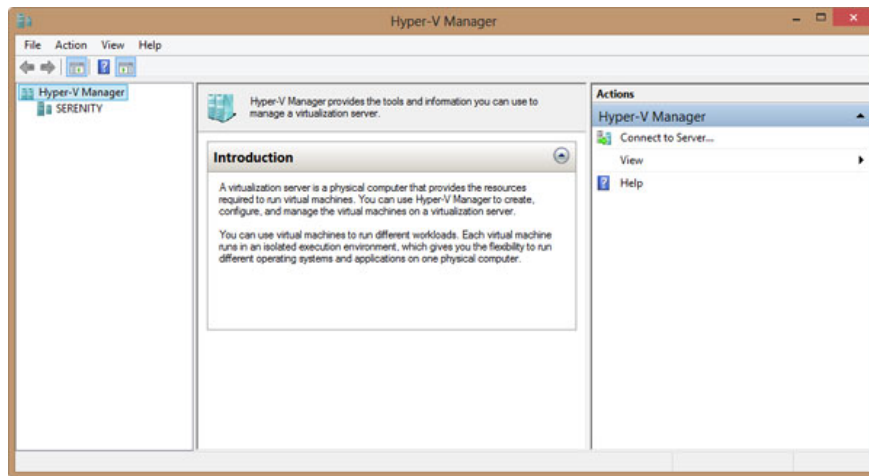 Hyper-V Manager
File Action View Help
Hyper-V Manager
SERENITY
Hyper-V Manager provides the tools and information you can use to
manage a virtualization server.
Introduction
A virtualization server is a physical computer that provides the resources
required to run virtual machines. You can use Hyper-V Manager to create,
configure, and manage the virtual machines on a virtualization server.
You can use virtual machines to run different workloads. Each virtual machine
runs in an isolated execution environment, which gives you the flexibility to run
different operating systems and applications on one physical computer.
Actions
Hyper-V Manager
Connect to Server...
View
Help